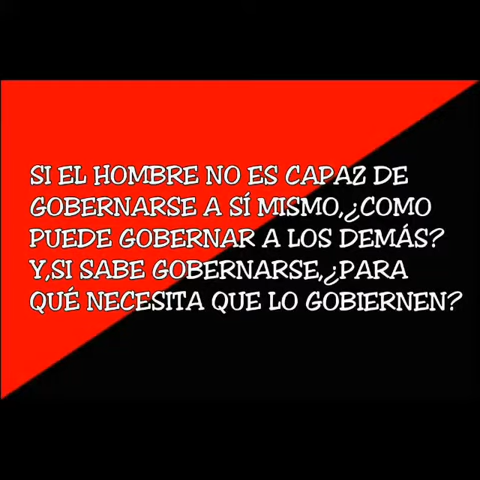 SI EL HOMBRE NO ES CAPAZ DE
GOBERNARSE A SÍ MISMO,¿COMO
PUEDE GOBERNAR A LOS DEMÁS?
Y,SI SABE GOBERNARSE,¿PARA
QUÉ NECESITA QUE LO GOBIERNEN?